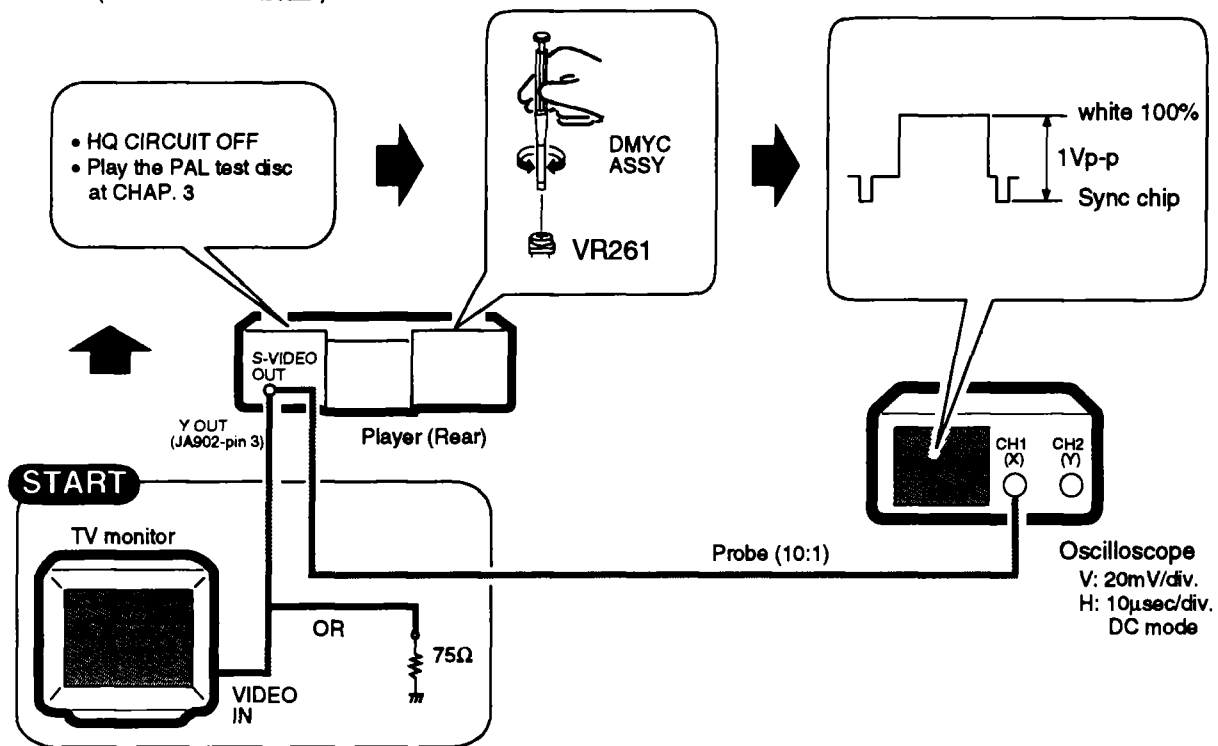 • HQ CIRCUIT OFF
• Play the PAL test disc
at CHAP. 3
DMYC
ASSY
VR261
white 100%
1Vp-p
Sync chip
S-VIDEO
OUT
Y OUT
(JA902-pin 3)
Player (Rear)
CH1
(X)
CH2
(Y)
START
TV monitor
Probe (10:1)
Oscilloscope
V: 20mV/div.
H: 10µsec/div.
DC mode
OR
75Ω
VIDEO
IN